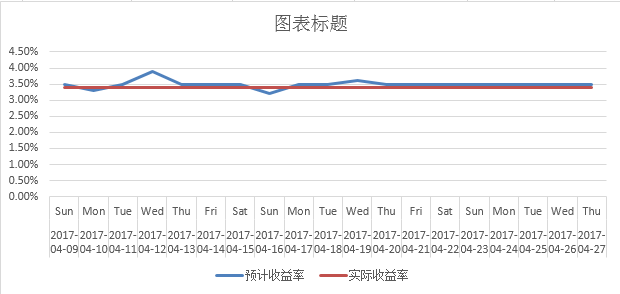 图表标题
4.50%
4.00%
3.50%
3.00%
2.50%
2.00%
1.50%
1.00%
0.50%
0.00%
Sun Mon Tue Wed Thu Fri Sat Sun Mon Tue Wed Thu Fri Sat Sun Mon Tue Wed Thu
2017- 2017- 2017- 2017- 2017- 2017- 2017- 2017- 2017- 2017- 2017- 2017- 2017- 2017- 2017- 2017- 2017- 2017- 2017-
04-09 04-10 04-11 04-12 04-13 04-14 04-15 04-16 04-17 04-18 04-19 04-20 04-21 04-22 04-23 04-24 04-25 04-26 04-27
预计收益率 实际收益率